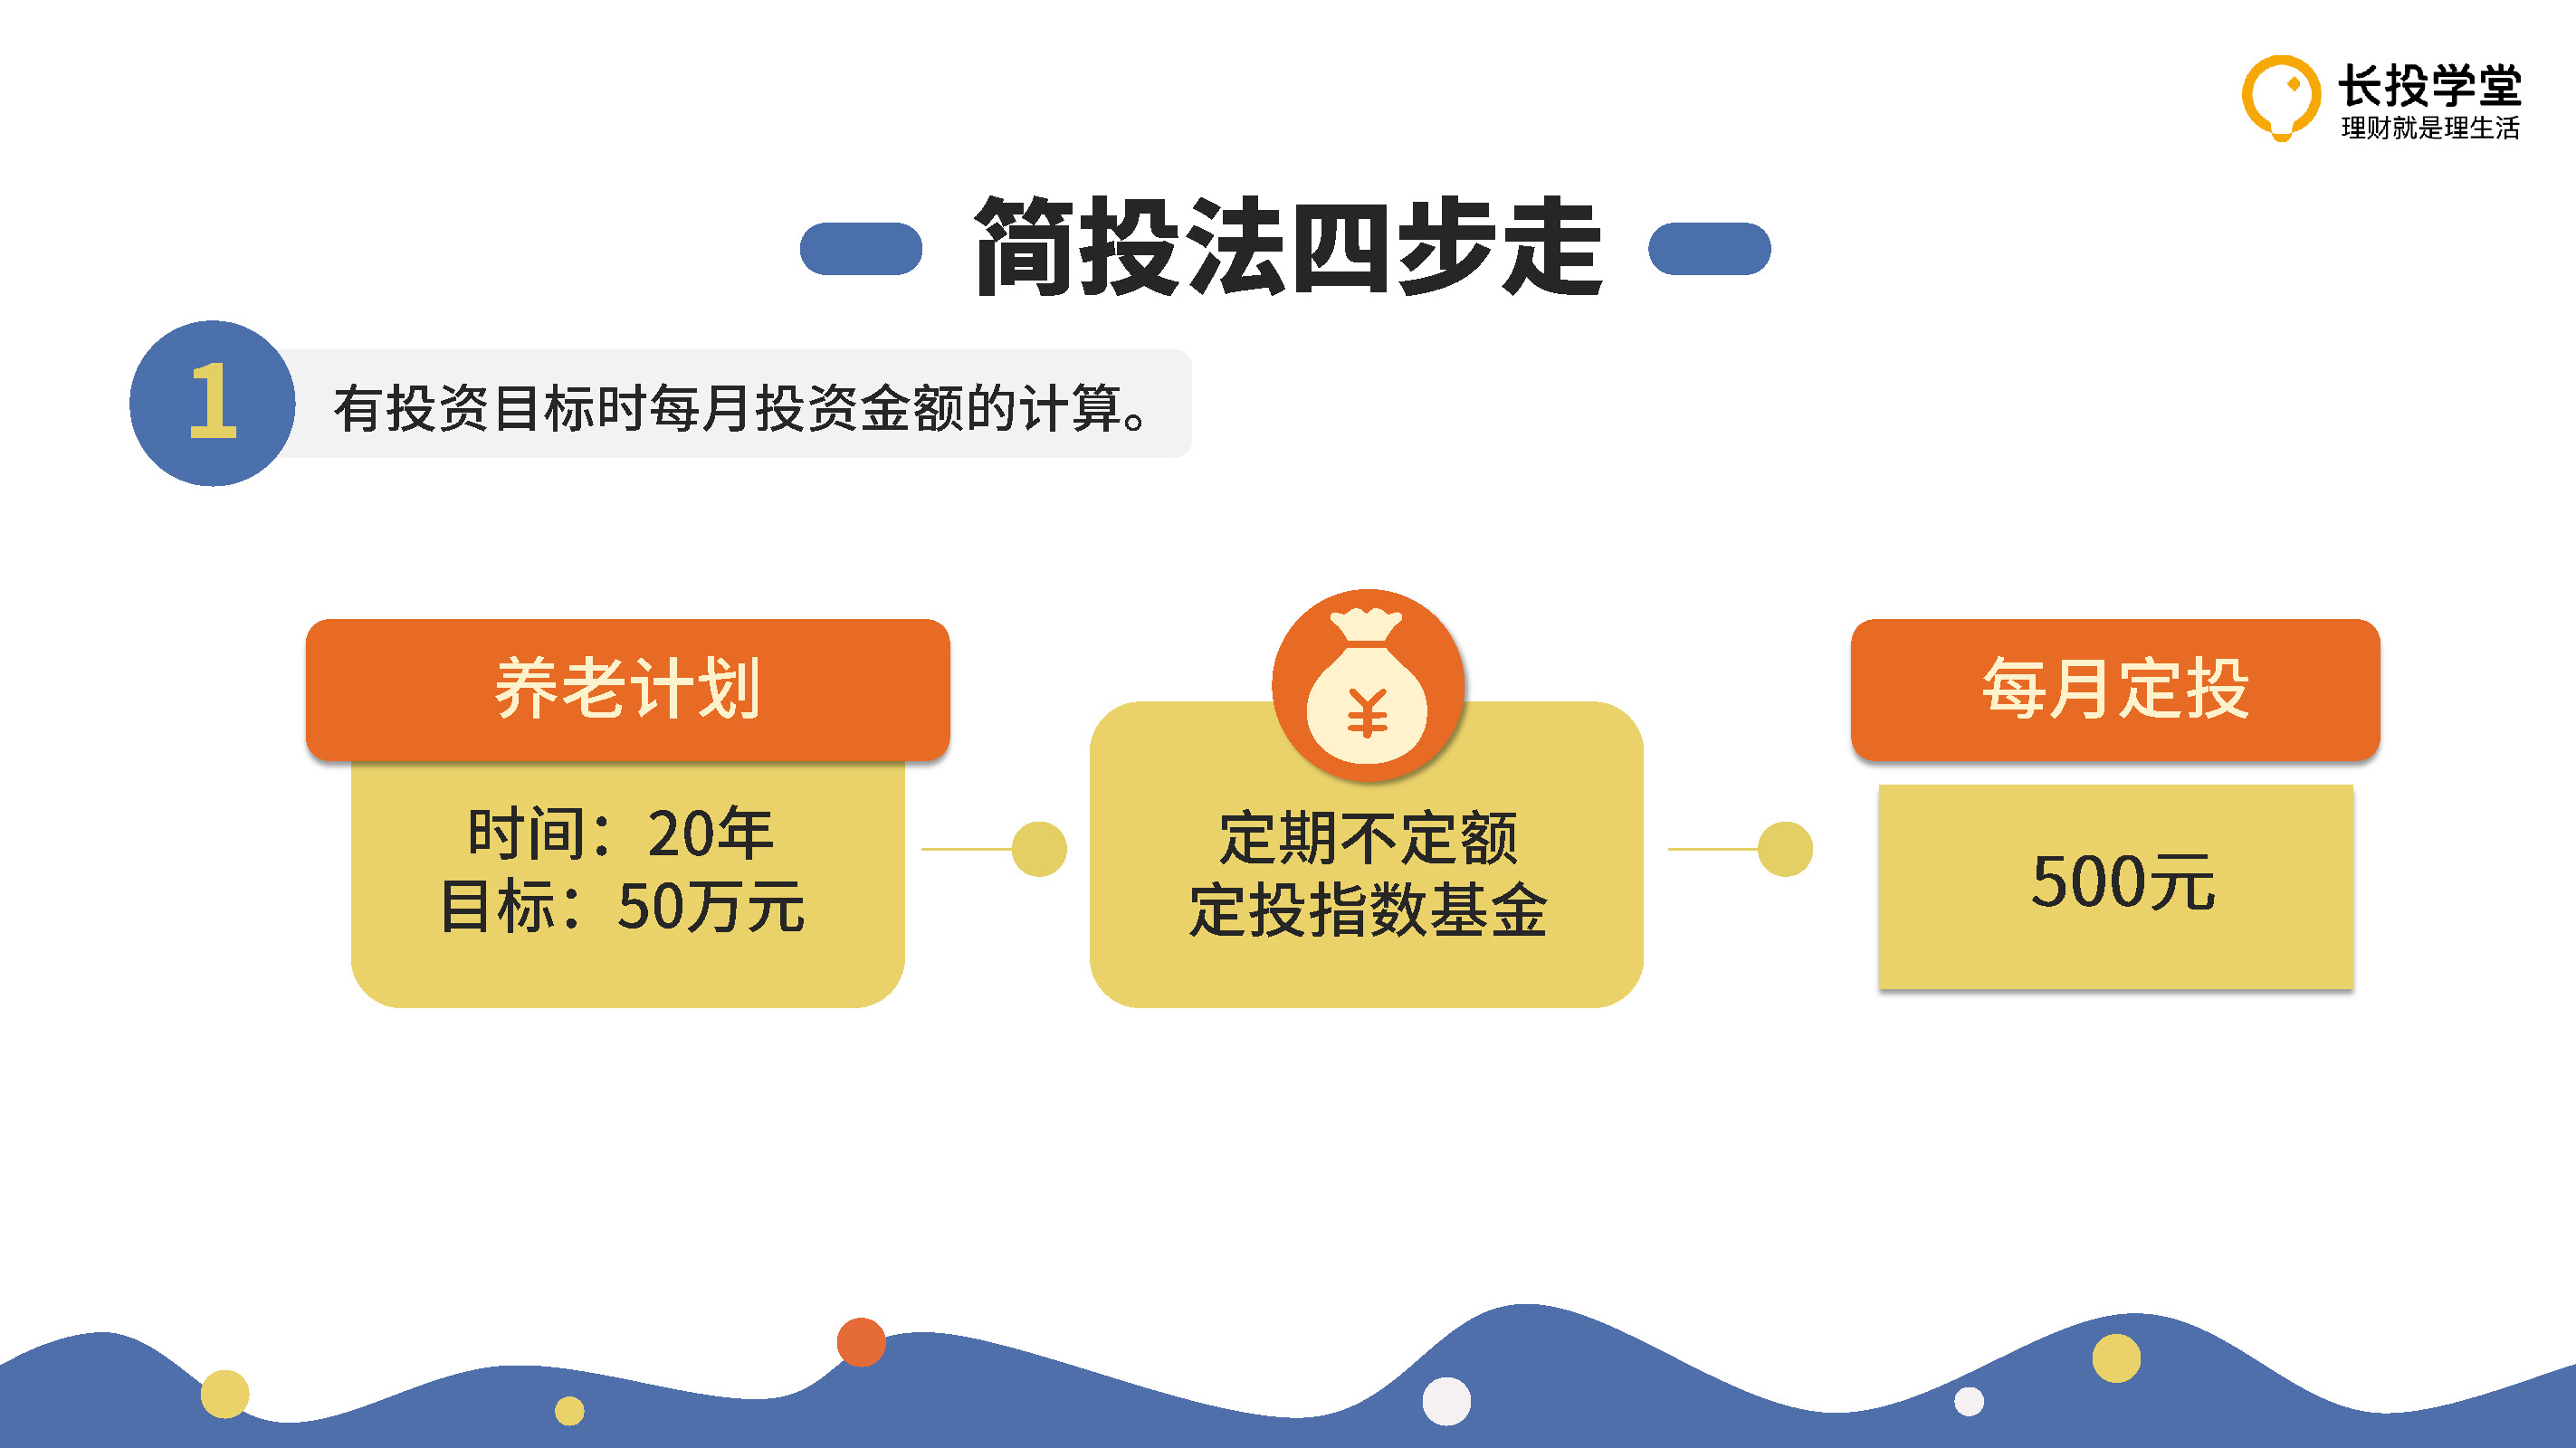 长投学堂
理财就是理生活
简投法四步走
1
有投资目标时每月投资金额的计算。
养老计划
时间：20年
目标：50万元
¥
定期不定额
定投指数基金
每月定投
500元